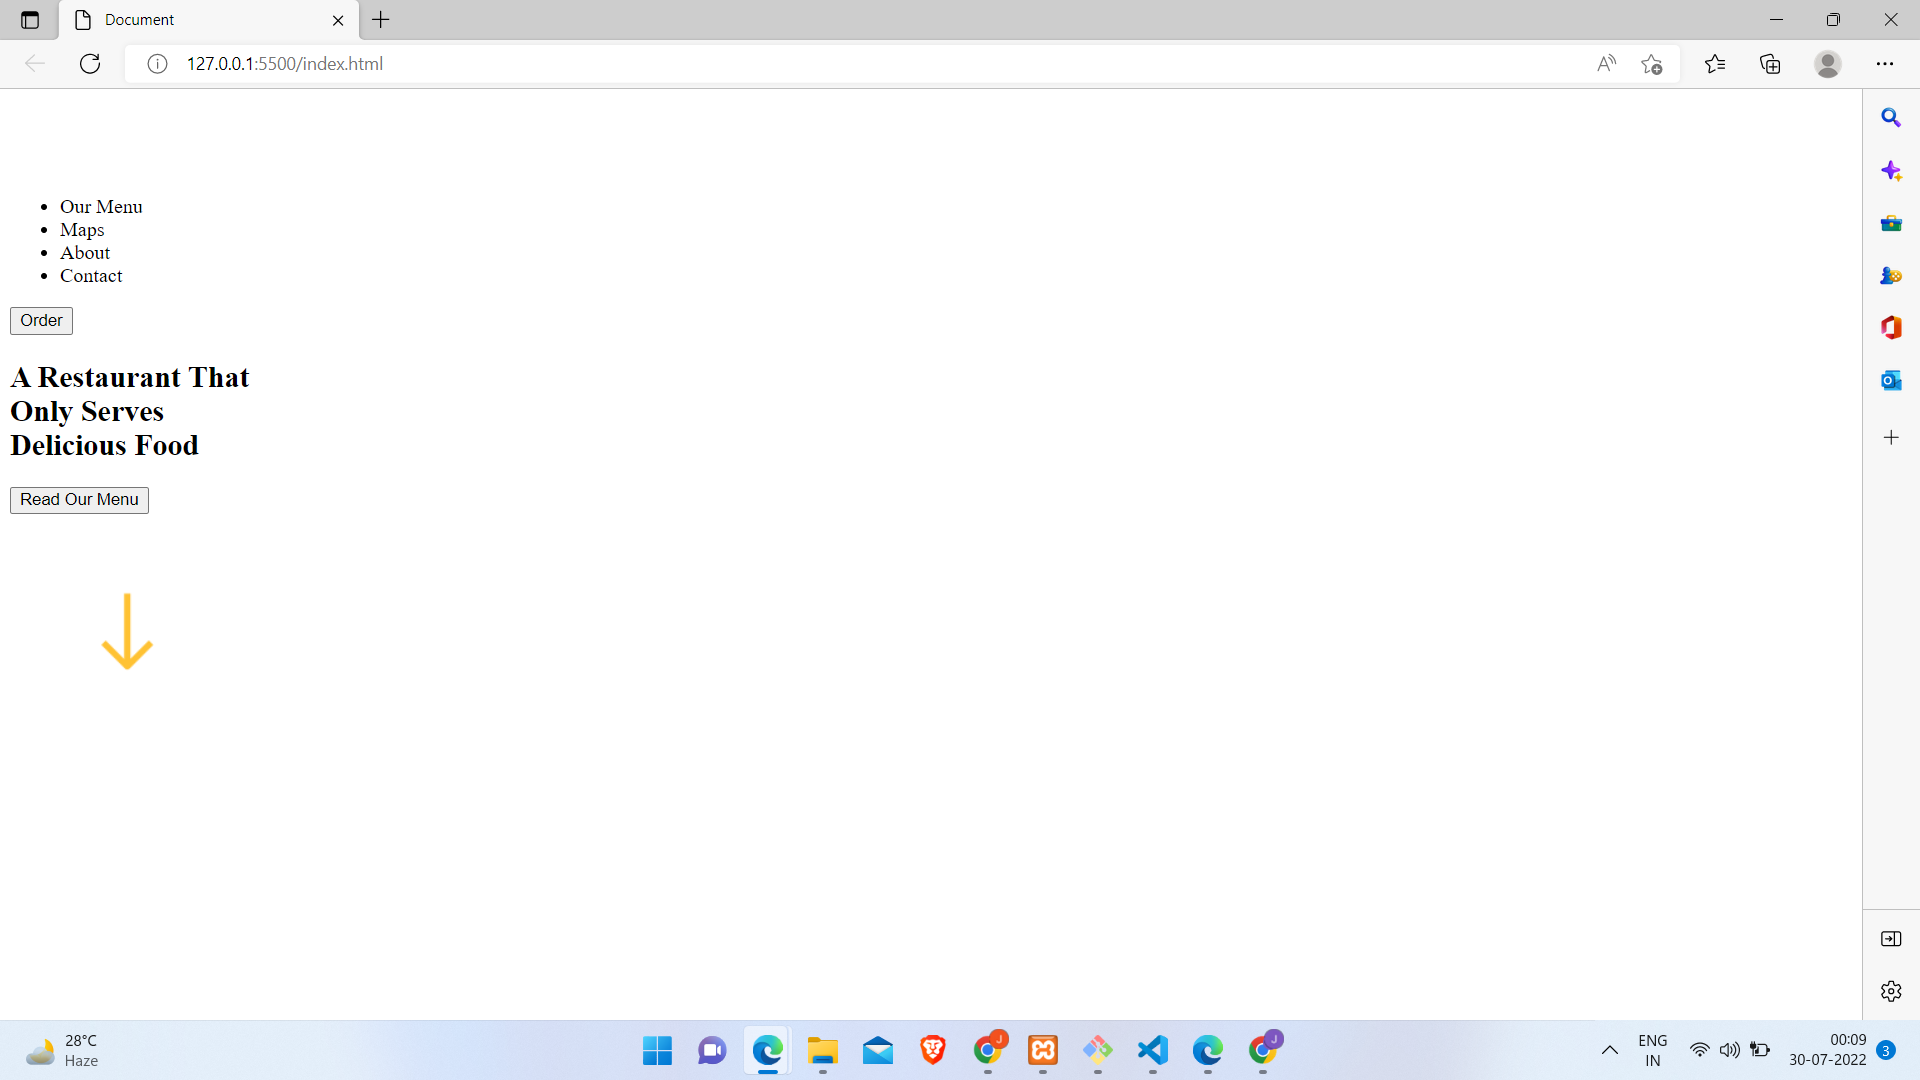 Document
127.0.0.1:5500/index.html
Our Menu
Maps
About
Contact
Order
A Restaurant That
Only Serves
Delicious Food
Read Our Menu
28°C
Haze
J
J
ENG
IN
00:09
30-07-2022
3